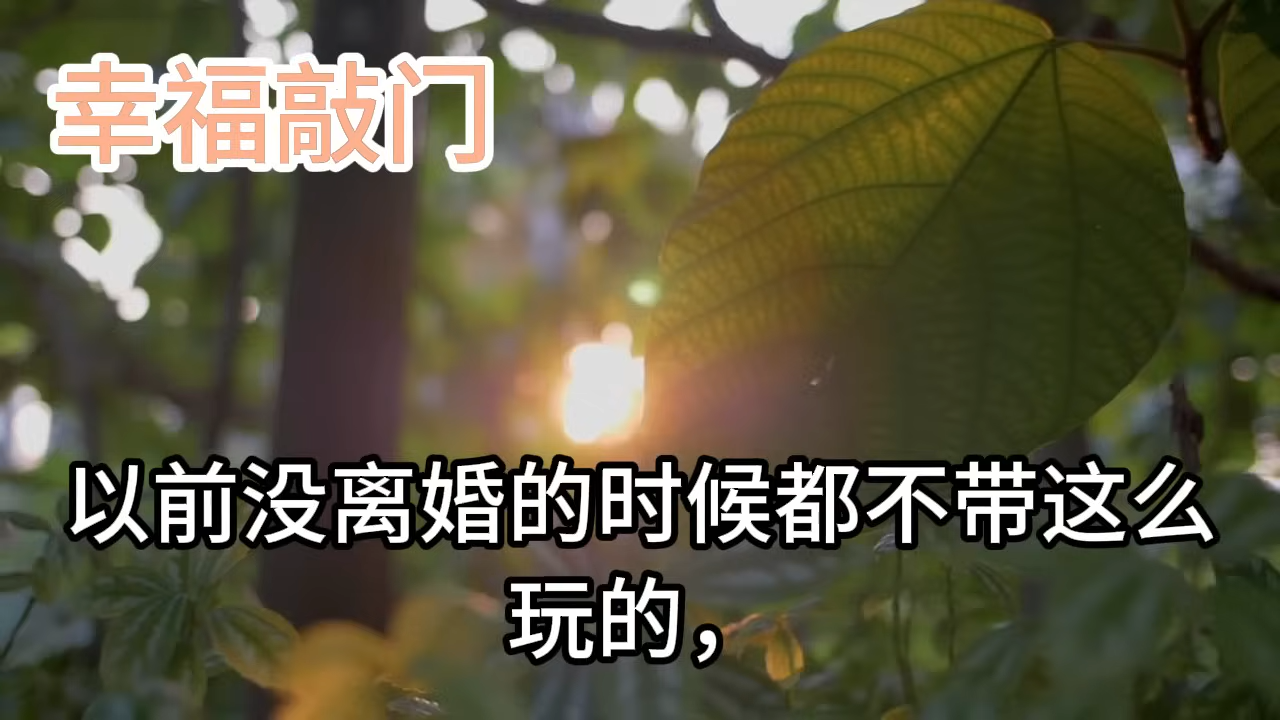 幸福敲门
以前没离婚的时候都不带这么
玩的，